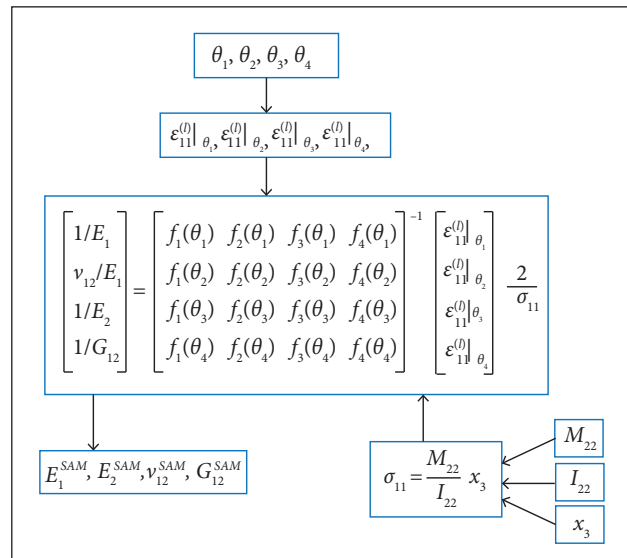 θ₁, θ₂, θ₃, θ₄
ε₁₁⁽ˡ⁾|θ₁, ε₁₁⁽ˡ⁾|θ₂, ε₁₁⁽ˡ⁾|θ₃, ε₁₁⁽ˡ⁾|θ₄,
[1/E₁ ν₁₂/E₁ 1/E₂ 1/G₁₂] = [f₁(θ₁) f₂(θ₁) f₃(θ₁) f₄(θ₁)
f₁(θ₂) f₂(θ₂) f₃(θ₂) f₄(θ₂)
f₁(θ₃) f₂(θ₃) f₃(θ₃) f₄(θ₃)
f₁(θ₄) f₂(θ₄) f₃(θ₄) f₄(θ₄)]⁻¹ [ε₁₁⁽ˡ⁾|θ₁ ε₁₁⁽ˡ⁾|θ₂ ε₁₁⁽ˡ⁾|θ₃ ε₁₁⁽ˡ⁾|θ₄] 2/σ₁₁
E₁^SAM, E₂^SAM, ν₁₂^SAM, G₁₂^SAM
σ₁₁ = M₂₂/I₂₂ x₃
M₂₂
I₂₂
x₃